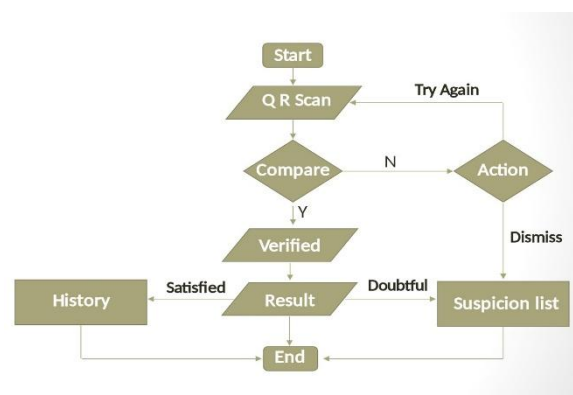 Start
Q R Scan
Try Again
Compare
N
Action
Y
Verified
Dismiss
History
Satisfied
Result
Doubtful
Suspicion list
End